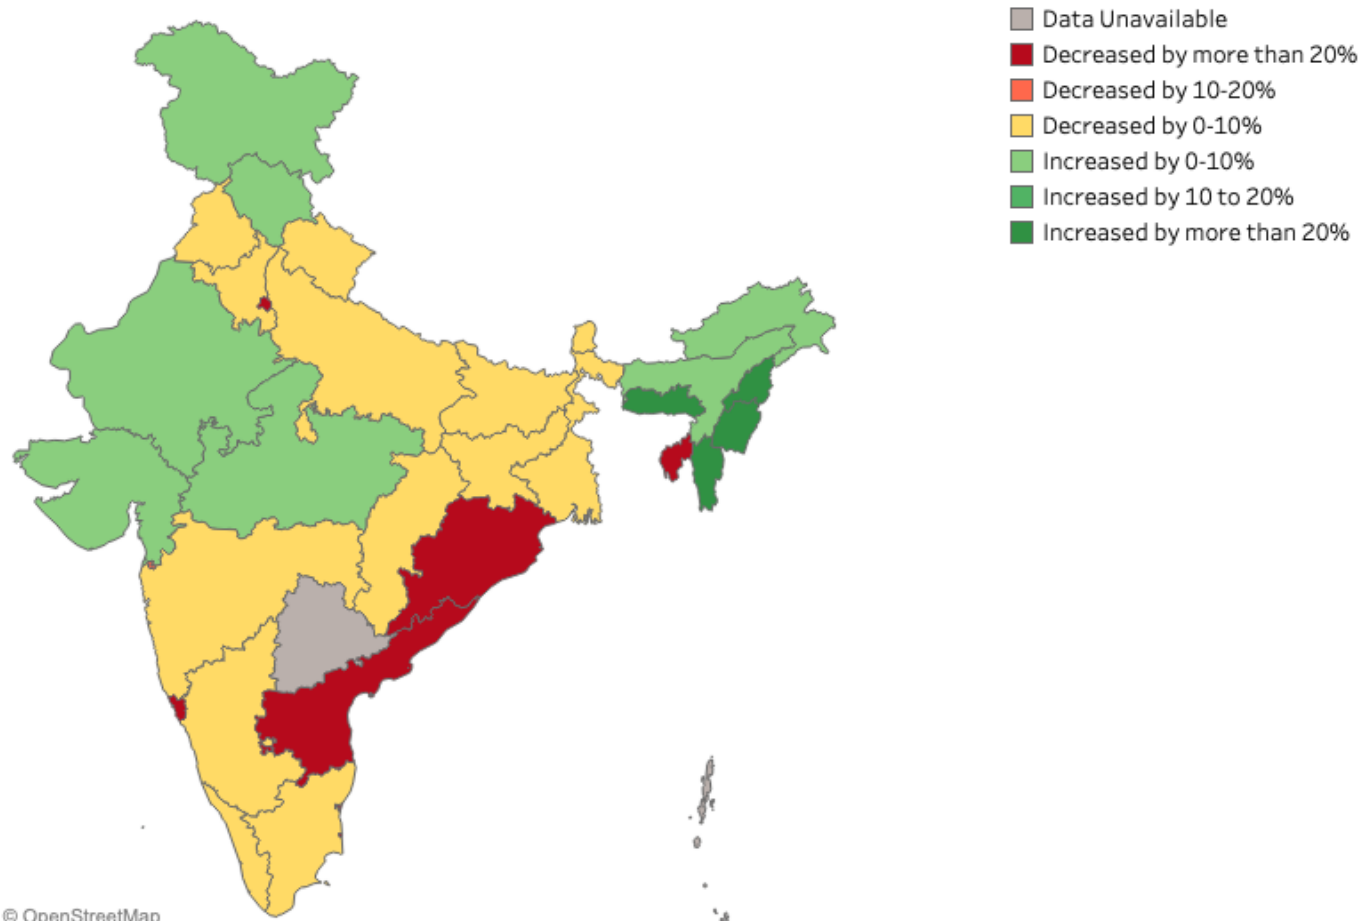 Data Unavailable
Decreased by more than 20%
Decreased by 10-20%
Decreased by 0-10%
Increased by 0-10%
Increased by 10 to 20%
Increased by more than 20%
© OpenStreetMap